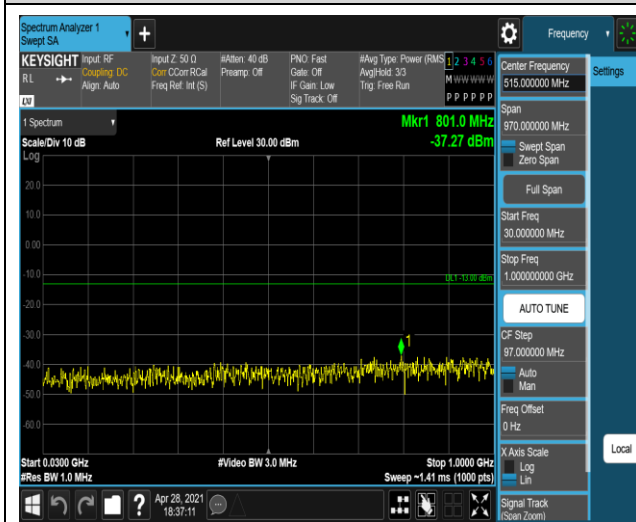 Spectrum Analyzer 1
Swept SA
+
Frequency
KEYSIGHT
RL
LXI
Input: RF
Coupling: DC
Align: Auto
Input Z: 50 Ω
Corr CCorr RCal
Freq Ref: Int (S)
#Atten: 40 dB
Preamp: Off
PNO: Fast
Gate: Off
IF Gain: Low
Sig Track: Off
#Avg Type: Power (RMS
Avg|Hold: 3/3
Trig: Free Run
1 2 3 4 5 6
M W W W W W
P P P P P P
1 Spectrum
Scale/Div 10 dB
Ref Level 30.00 dBm
Mkr1 801.0 MHz
-37.27 dBm
Log
20.0
10.0
0.00
-10.0
DL1 -13.00 dBm
-20.0
-30.0
1
-40.0
-50.0
-60.0
Start 0.0300 GHz
#Video BW 3.0 MHz
Stop 1.0000 GHz
#Res BW 1.0 MHz
Sweep ~1.41 ms (1000 pts)
?
Apr 28, 2021
18:37:11
Center Frequency
515.000000 MHz
Settings
Span
970.000000 MHz
Swept Span
Zero Span
Full Span
Start Freq
30.000000 MHz
Stop Freq
1.000000000 GHz
AUTO TUNE
CF Step
97.000000 MHz
Auto
Man
Freq Offset
0 Hz
X Axis Scale
Log
Lin
Local
Signal Track
(Span Zoom)